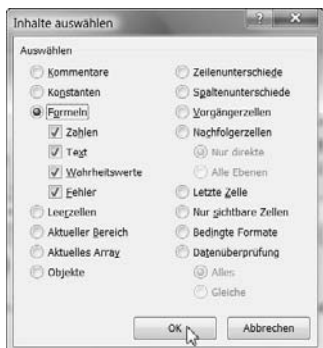 Inhalte auswählen
Auswählen
Kommentare
Konstanten
Formeln
Zahlen
Text
Wahrheitswerte
Fehler
Leerzellen
Aktueller Bereich
Aktuelles Array
Objekte
Zeilenunterschiede
Spaltenunterschiede
Vorgängerzellen
Nachfolgerzellen
Nur direkte
Alle Ebenen
Letzte Zelle
Nur sichtbare Zellen
Bedingte Formate
Datenüberprüfung
Alles
Gleiche
OK
Abbrechen